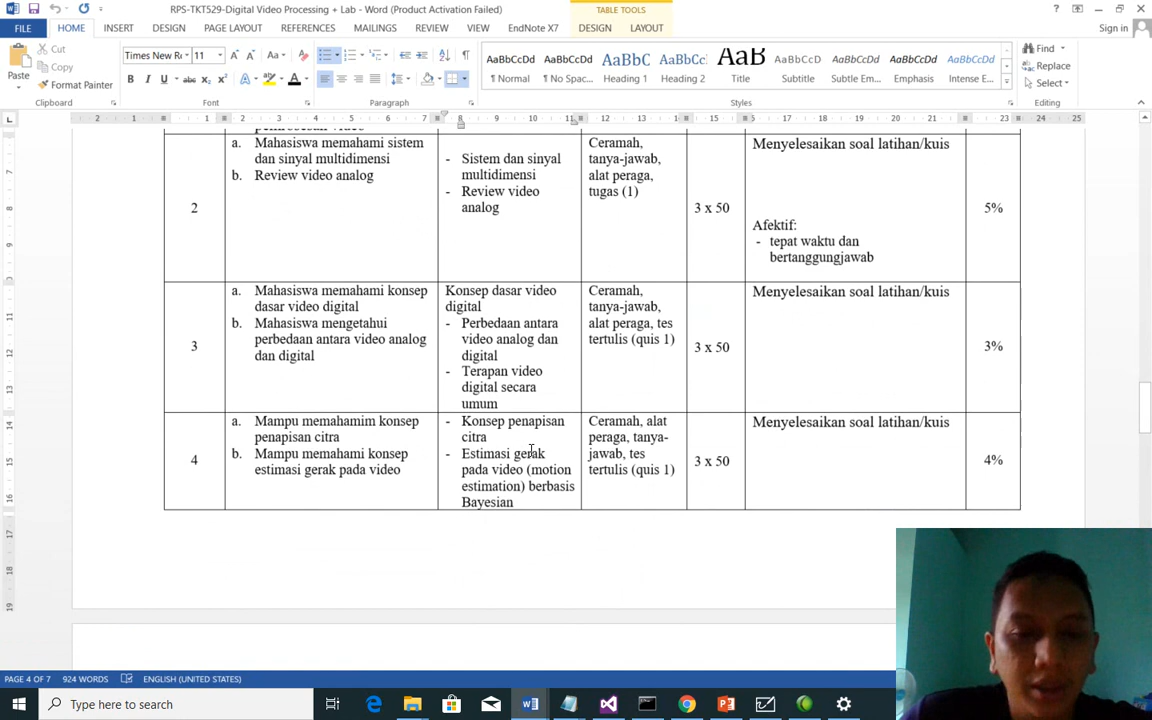 RPS-TKT529-Digital Video Processing + Lab - Word (Product Activation Failed)
TABLE TOOLS
Sign in
FILE HOME INSERT DESIGN PAGE LAYOUT REFERENCES MAILINGS REVIEW VIEW EndNote X7 DESIGN LAYOUT
Paste
Cut
Copy
Format Painter
Clipboard
Times New R
11
Font
Paragraph
AaBbCcDd AaBbCcDd AaBbC AaBbCc AaB AaBbCcD AaBbCcDd AaBbCcDd AaBbCcDd
¶ Normal ¶ No Spac... Heading 1 Heading 2 Title Subtitle Subtle Em... Emphasis Intense E...
Styles
Find
Replace
Select
Editing
2
a. Mahasiswa memahami sistem
dan sinyal multidimensi
b. Review video analog
- Sistem dan sinyal
multidimensi
- Review video
analog
Ceramah,
tanya-jawab,
alat peraga,
tugas (1)
3 x 50
Menyelesaikan soal latihan/kuis
Afektif:
- tepat waktu dan
bertanggungjawab
5%
3
a. Mahasiswa memahami konsep
dasar video digital
b. Mahasiswa mengetahui
perbedaan antara video analog
dan digital
Konsep dasar video
digital
- Perbedaan antara
video analog dan
digital
- Terapan video
digital secara
umum
Ceramah,
tanya-jawab,
alat peraga, tes
tertulis (quis 1)
3 x 50
Menyelesaikan soal latihan/kuis
3%
4
a. Mampu memahamim konsep
penapisan citra
b. Mampu memahami konsep
estimasi gerak pada video
- Konsep penapisan
citra
- Estimasi gerak
pada video (motion
estimation) berbasis
Bayesian
Ceramah, alat
peraga, tanya-
jawab, tes
tertulis (quis 1)
3 x 50
Menyelesaikan soal latihan/kuis
4%
PAGE 4 OF 7 924 WORDS ENGLISH (UNITED STATES)
Type here to search